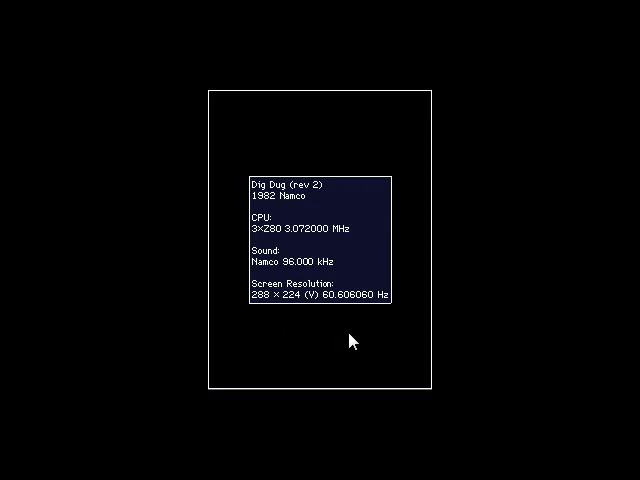 Dig Dug (rev 2)
1982 Namco
CPU:
3×Z80 3.072000 MHz
Sound:
Namco 96.000 kHz
Screen Resolution:
288 × 224 (V) 60.606060 Hz